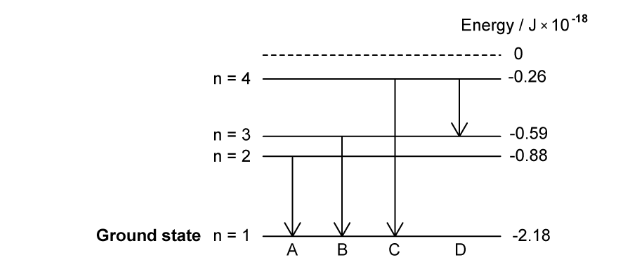 Energy / J × 10⁻¹⁸
0
n = 4 -0.26
n = 3 -0.59
n = 2 -0.88
Ground state n = 1 -2.18
A B C D